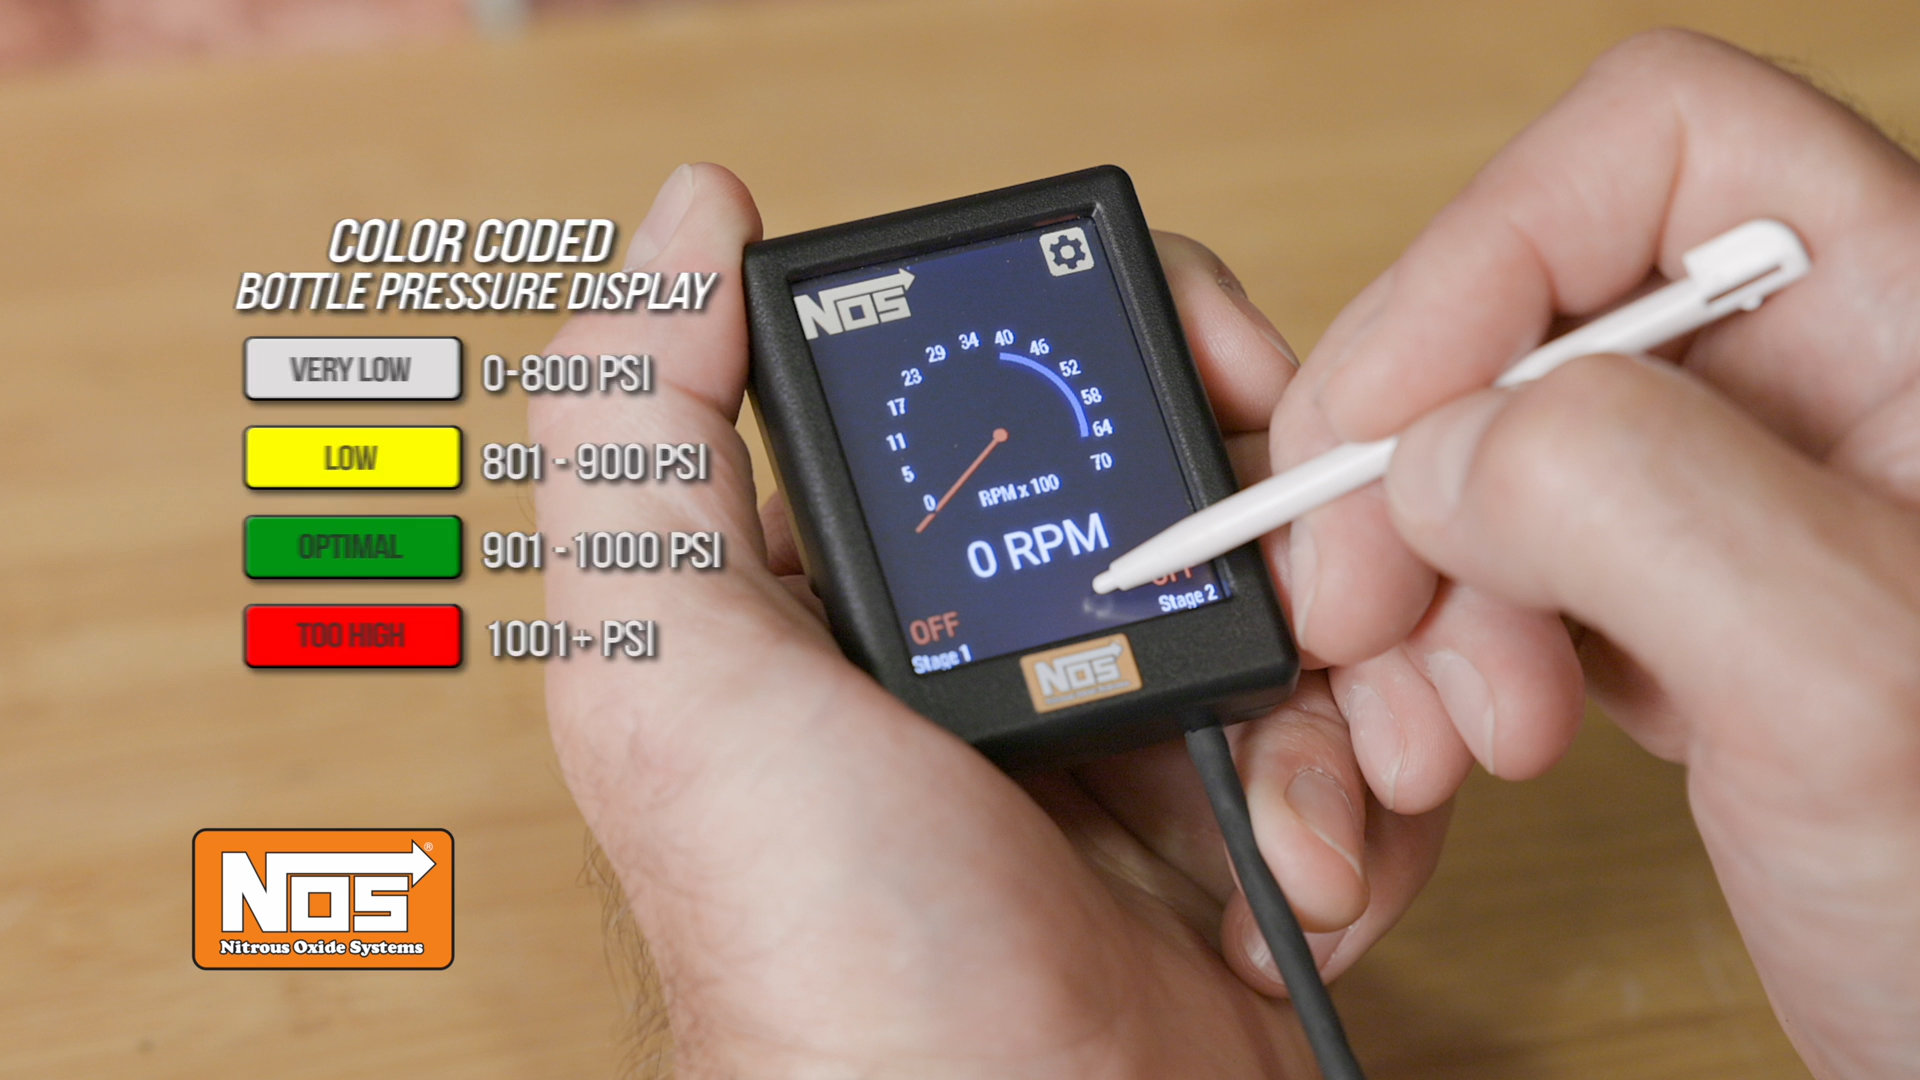 COLOR CODED
BOTTLE PRESSURE DISPLAY
VERY LOW 0-800 PSI
LOW 801 - 900 PSI
OPTIMAL 901 -1000 PSI
TOO HIGH 1001+ PSI
NOS®
Nitrous Oxide Systems
NOS
0
5
11
17
23
29
34
40
46
52
58
64
70
RPM x 100
0 RPM
OFF
Stage 1
OFF
Stage 2
NOS